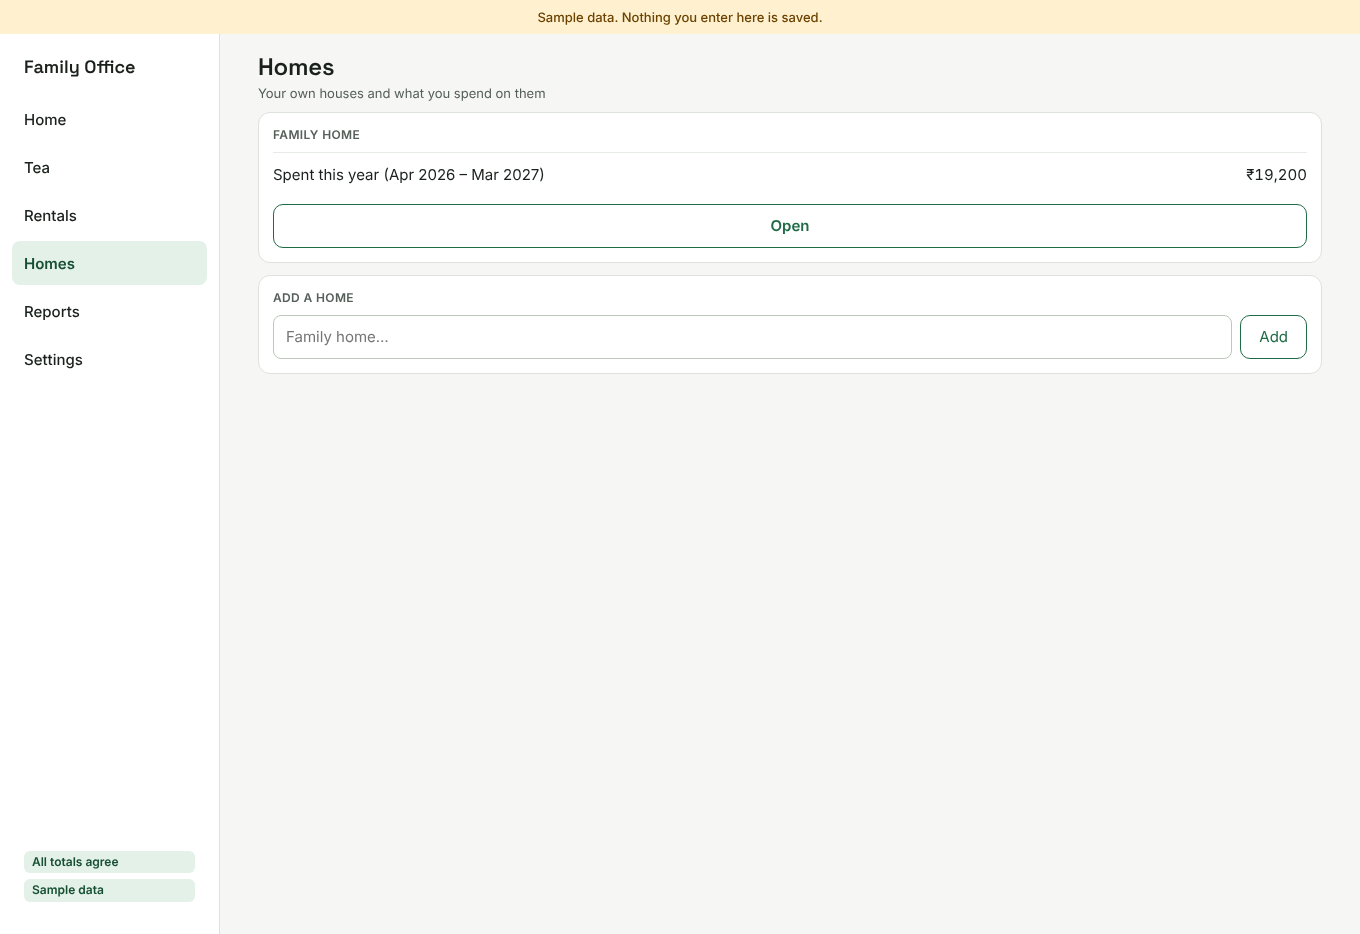 Sample data. Nothing you enter here is saved.
Family Office
Home
Tea
Rentals
Homes
Reports
Settings
All totals agree
Sample data
Homes
Your own houses and what you spend on them
FAMILY HOME
Spent this year (Apr 2026 – Mar 2027) ₹19,200
Open
ADD A HOME
Family home... Add